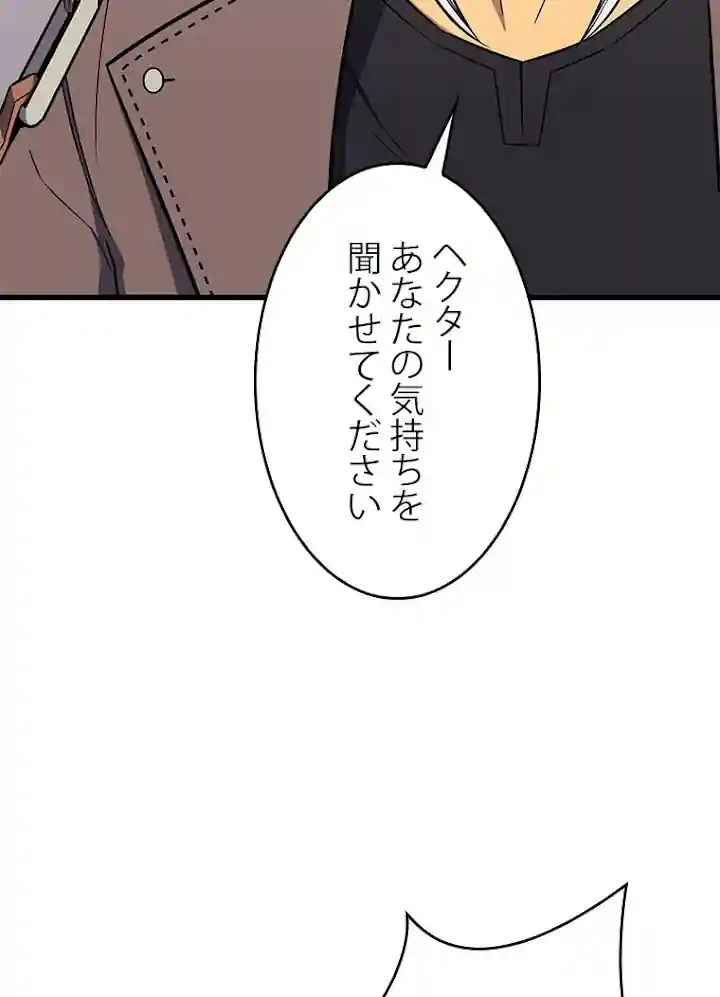 ヘクター
あなたの気持ちを
聞かせてください